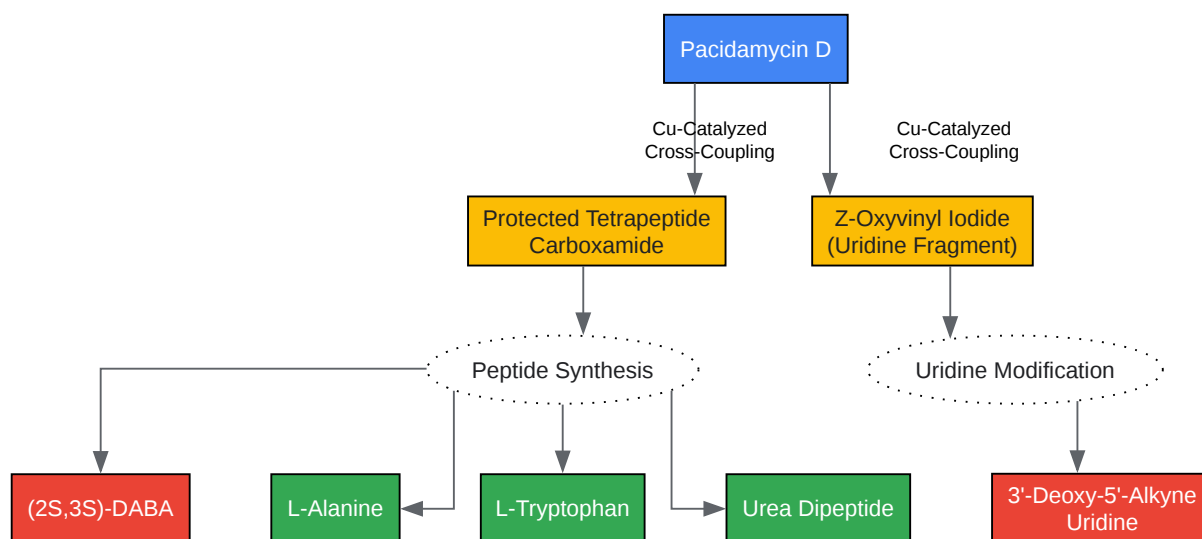 Pacidamycin D
Cu-Catalyzed
Cross-Coupling
Cu-Catalyzed
Cross-Coupling
Protected Tetrapeptide
Carboxamide
Z-Oxyvinyl Iodide
(Uridine Fragment)
Peptide Synthesis
Uridine Modification
(2S,3S)-DABA
L-Alanine
L-Tryptophan
Urea Dipeptide
3'-Deoxy-5'-Alkyne
Uridine